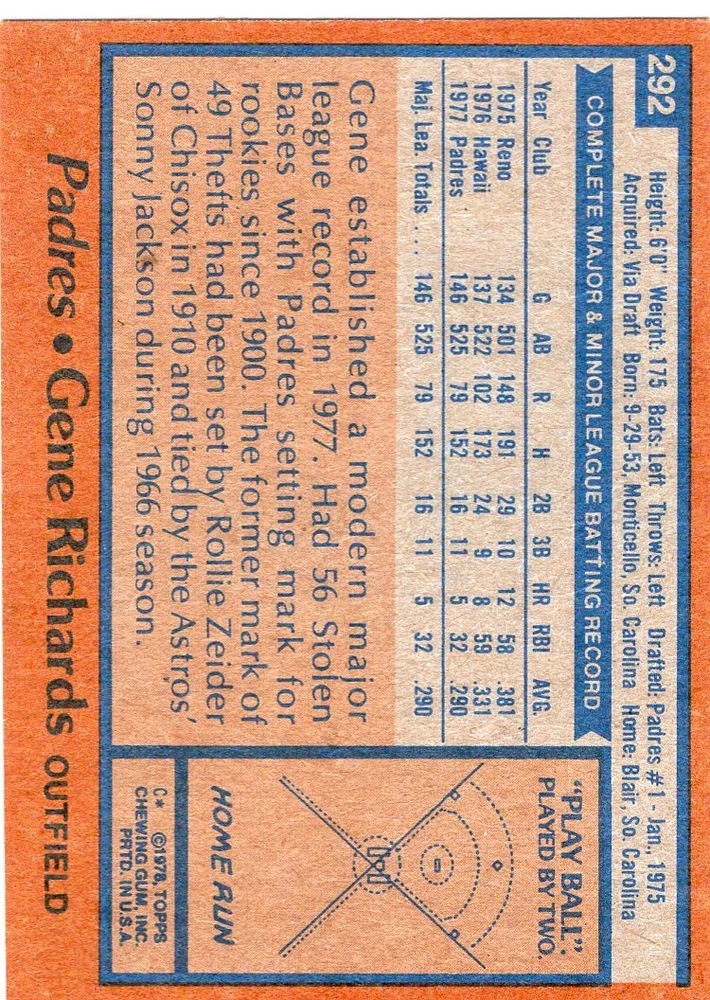 292
Height: 6'0" Weight: 175 Bats: Left Throws: Left Drafted: Padres #1 - Jan., 1975
Acquired: Via Draft Born: 9-29-53, Monticello, So. Carolina Home: Blair, So. Carolina
COMPLETE MAJOR & MINOR LEAGUE BATTING RECORD
Year Club G AB R H 2B 3B HR RBI AVG.
1975 Reno 134 501 148 191 29 10 12 58 .381
1976 Hawaii 137 522 102 173 24 9 8 59 .331
1977 Padres 146 525 79 152 16 11 5 32 .290
Maj. Lea. Totals .... 146 525 79 152 16 11 5 32 .290
Gene established a modern major
league record in 1977. Had 56 Stolen
Bases with Padres setting mark for
rookies since 1900. The former mark of
49 Thefts had been set by Rollie Zeider
of Chisox in 1910 and tied by the Astros'
Sonny Jackson during 1966 season.
"PLAY BALL":
PLAYED BY TWO.
HOME RUN
C* ©1978, TOPPS
CHEWING GUM, INC.
PRTD. IN U.S.A.
Padres • Gene Richards OUTFIELD